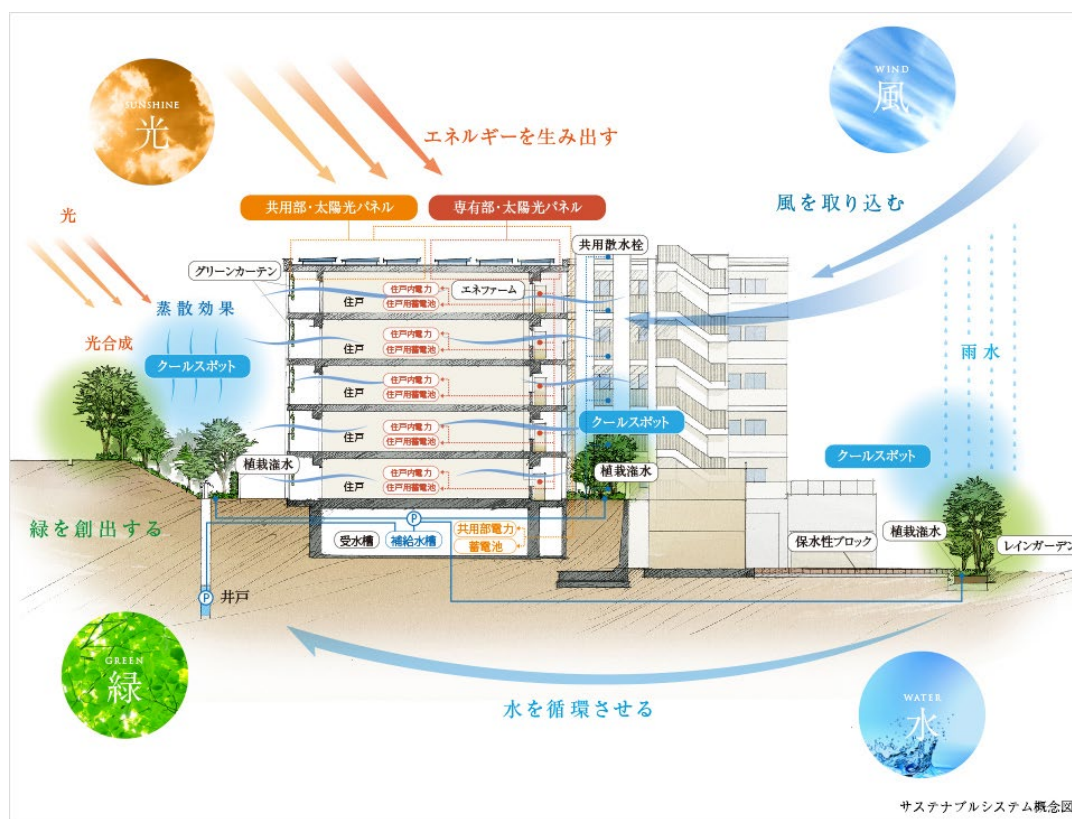 SUNSHINE
光
WIND
風
エネルギーを生み出す
共用部・太陽光パネル
専有部・太陽光パネル
風を取り込む
光
共用散水栓
グリーンカーテン
エネファーム
蒸散効果
光合成
クールスポット
雨水
住戸
住戸内電力
住戸用蓄電池
住戸
住戸内電力
住戸用蓄電池
住戸
住戸内電力
住戸用蓄電池
住戸
住戸内電力
住戸用蓄電池
住戸
住戸内電力
住戸用蓄電池
クールスポット
クールスポット
植栽潅水
植栽潅水
植栽潅水
緑を創出する
受水槽
補給水槽
P
共用部電力
蓄電池
保水性ブロック
レインガーデン
P
井戸
GREEN
緑
水を循環させる
WATER
水
サステナブルシステム概念図